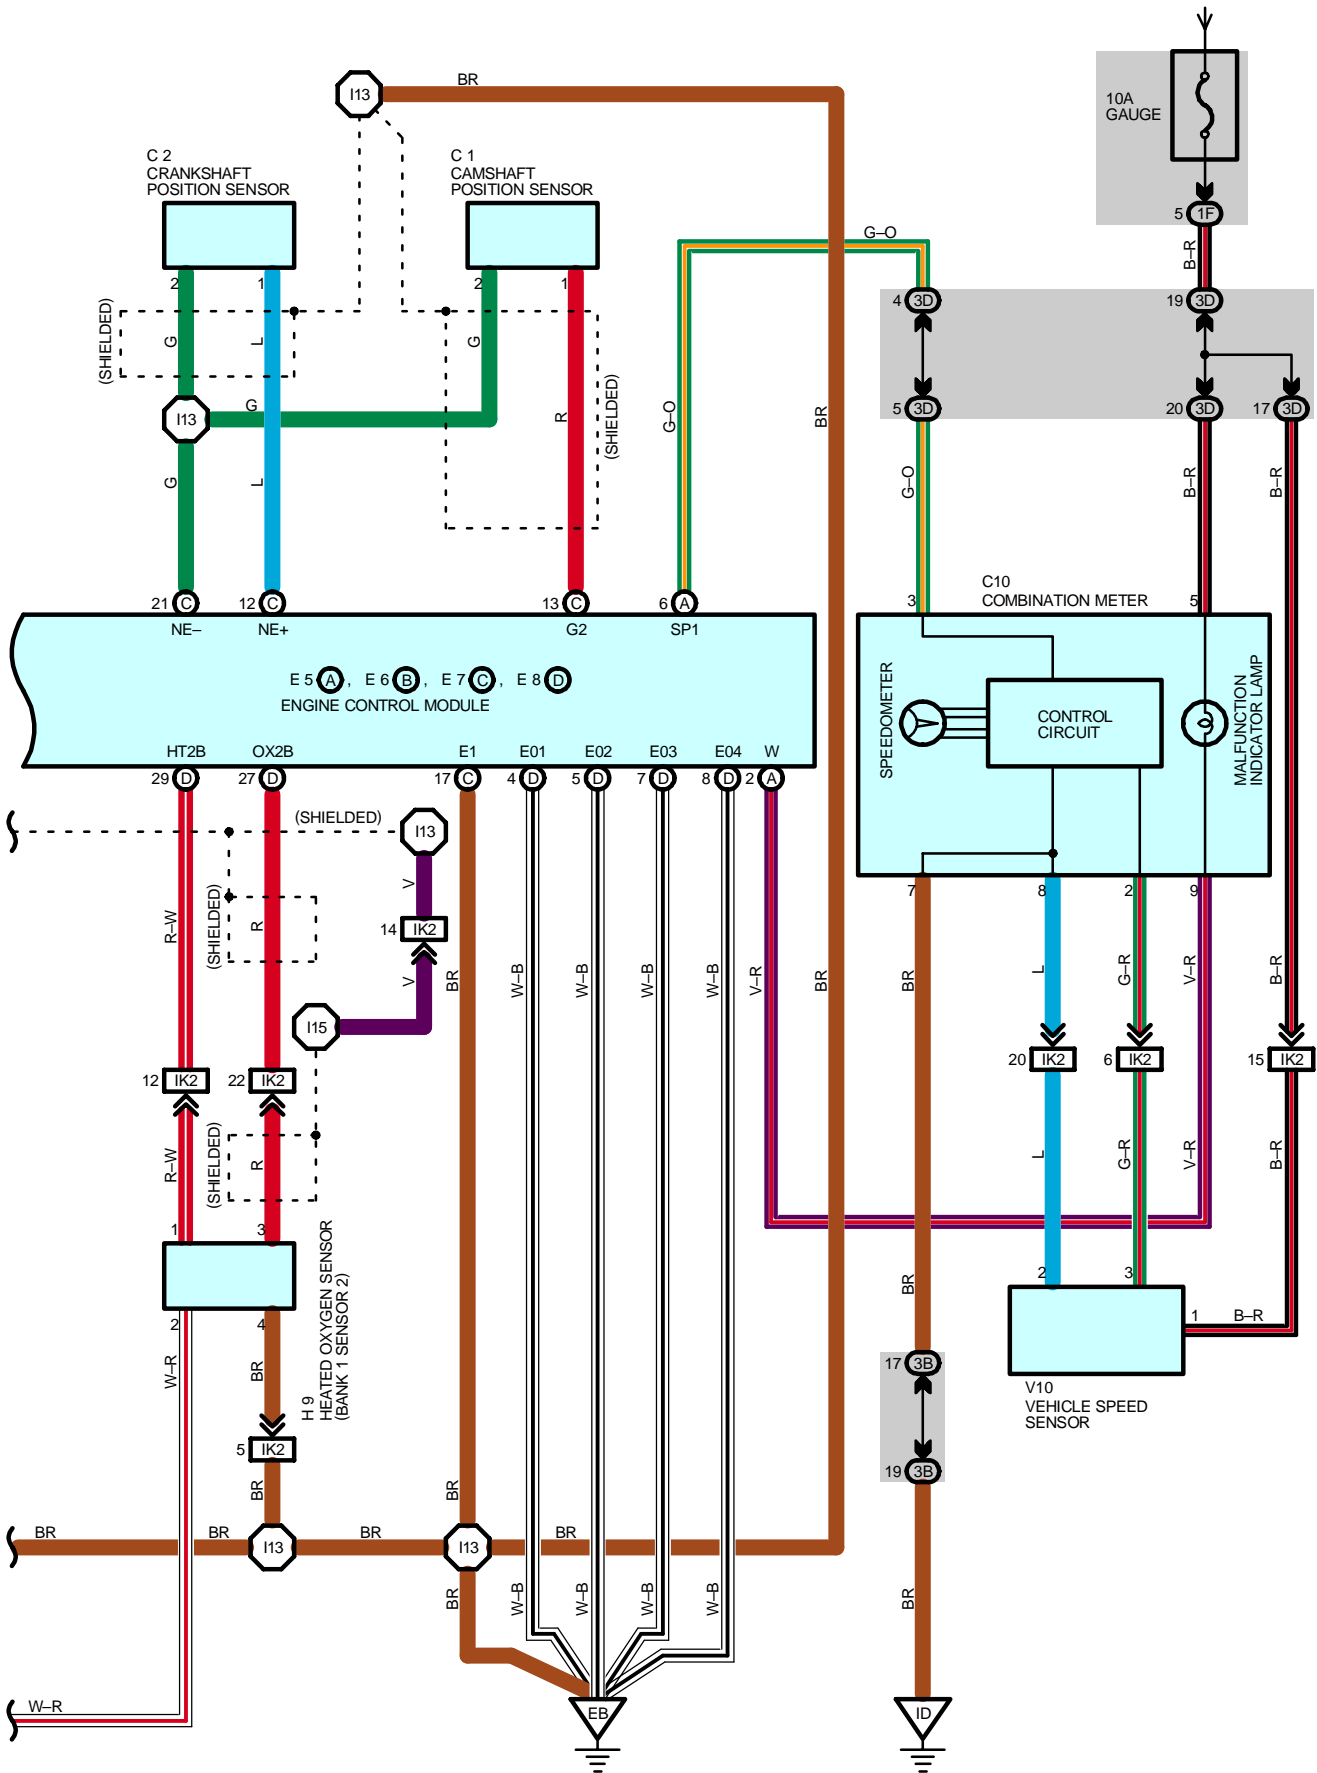 I13
BR
10A
GAUGE
C 2
CRANKSHAFT
POSITION SENSOR
C 1
CAMSHAFT
POSITION SENSOR
5 1F
G–O
B–R
2
1
2
1
4 3D
19 3D
(SHIELDED)
G
L
G
(SHIELDED)
R
G–O
BR
I13
G
5 3D
20 3D
17 3D
G
L
G–O
B–R
B–R
21 C
12 C
13 C
6 A
C10
COMBINATION METER
3
5
NE–
NE+
G2
SP1
E 5 A , E 6 B , E 7 C , E 8 D
ENGINE CONTROL MODULE
SPEEDOMETER
CONTROL
CIRCUIT
MALFUNCTION
INDICATOR LAMP
HT2B
OX2B
E1
E01
E02
E03
E04
W
29 D
27 D
17 C
4 D
5 D
7 D
8 D
2 A
(SHIELDED)
I13
7
8
2
9
V
14 IK2
R–W
(SHIELDED)
R
V
BR
W–B
W–B
W–B
W–B
V–R
BR
BR
L
G–R
V–R
B–R
I15
20 IK2
6 IK2
15 IK2
12 IK2
22 IK2
R–W
(SHIELDED)
R
L
G–R
V–R
B–R
1
3
H 9
HEATED OXYGEN SENSOR
(BANK 1 SENSOR 2)
BR
2
3
2
4
1
B–R
W–R
BR
17 3B
V10
VEHICLE SPEED
SENSOR
5 IK2
19 3B
BR
BR
BR
BR
I13
BR
I13
BR
BR
W–B
W–B
W–B
W–B
BR
W–R
EB
ID